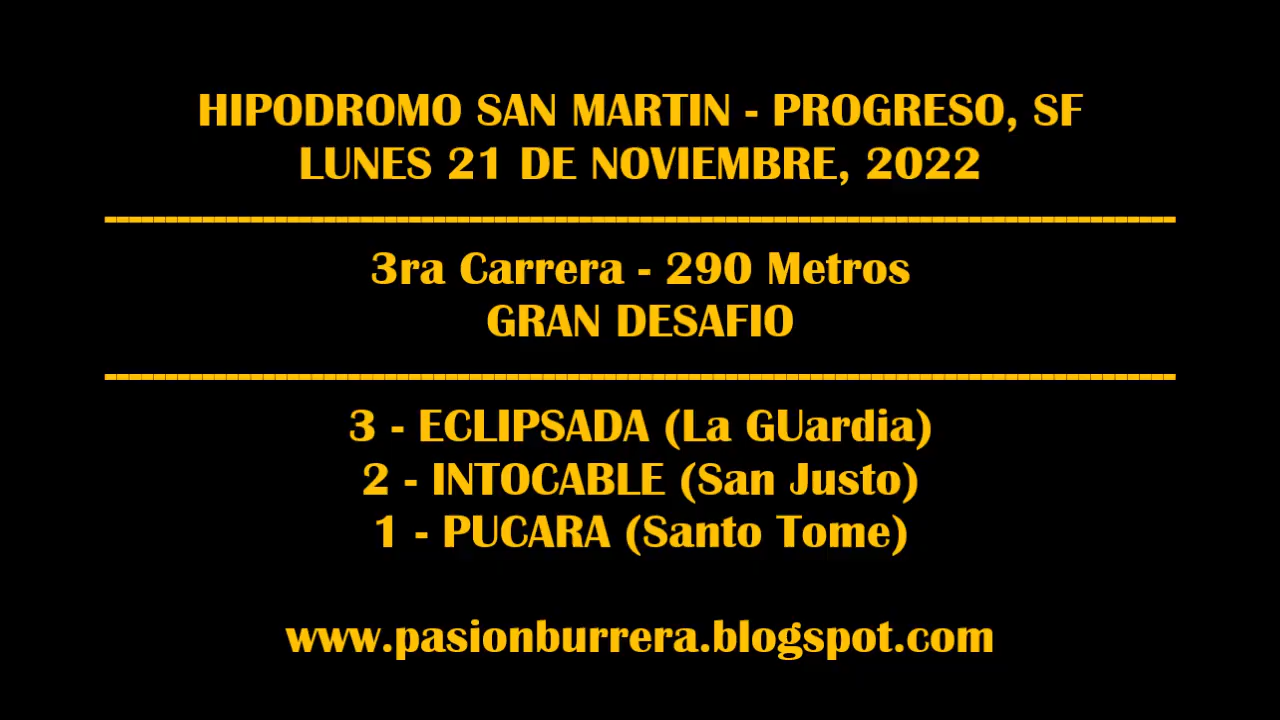 HIPODROMO SAN MARTIN - PROGRESO, SF
LUNES 21 DE NOVIEMBRE, 2022
3ra Carrera - 290 Metros
GRAN DESAFIO
3 - ECLIPSADA (La GUardia)
2 - INTOCABLE (San Justo)
1 - PUCARA (Santo Tome)
www.pasionburrera.blogspot.com